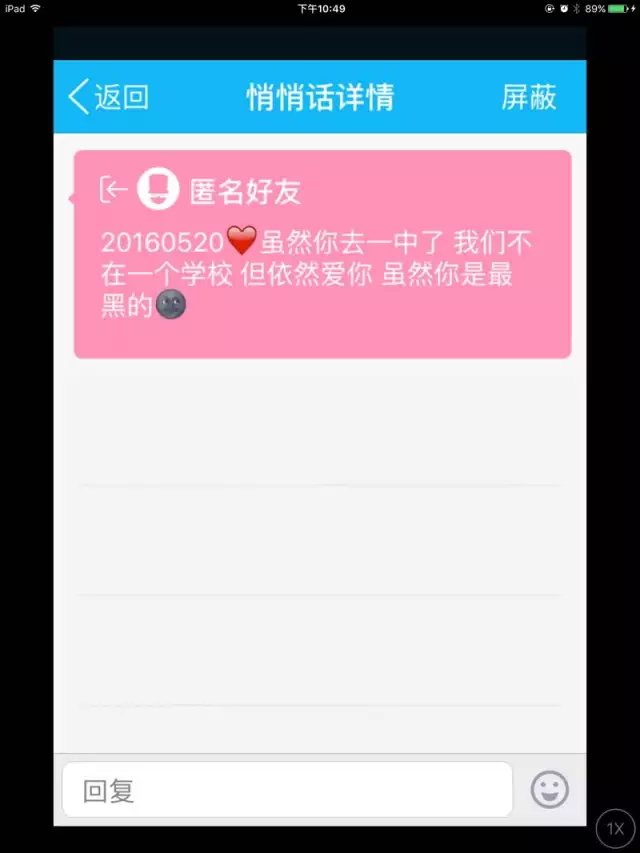 iPad 下午10:49 89%
返回 悄悄话详情 屏蔽
匿名好友
20160520❤️虽然你去一中了 我们不
在一个学校 但依然爱你 虽然你是最
黑的🌚
回复
1X